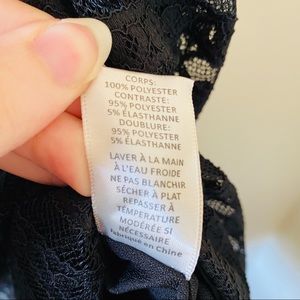 CORPS:
100% POLYESTER
CONTRASTE:
95% POLYESTER
5% ÉLASTHANNE
DOUBLURE:
95% POLYESTER
5% ÉLASTHANNE
LAVER À LA MAIN
À L'EAU FROIDE
NE PAS BLANCHIR
SÉCHER À PLAT
REPASSER À
TEMPÉRATURE
MODÉRÉE SI
NÉCESSAIRE
Fabriqué en Chine